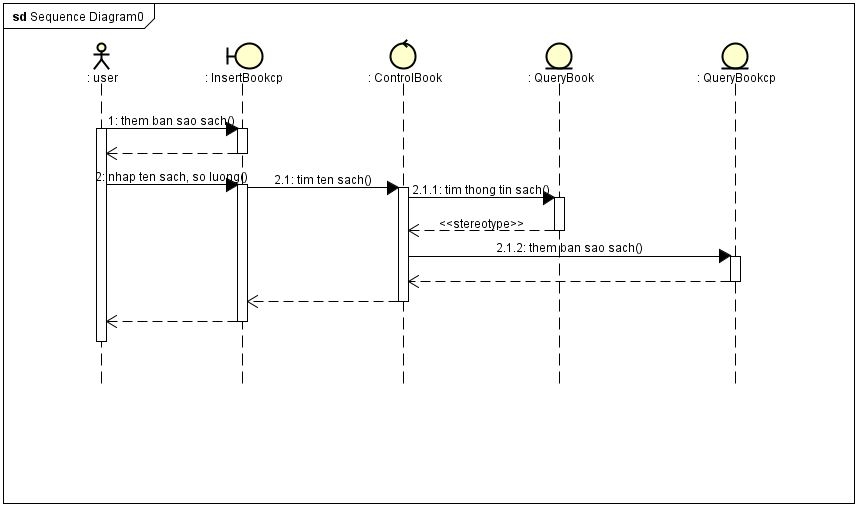 sd Sequence Diagram0
: user
: InsertBookcp
: ControlBook
: QueryBook
: QueryBookcp
1: them ban sao sach()
2: nhap ten sach, so luong()
2.1: tim ten sach()
2.1.1: tim thong tin sach()
<<stereotype>>
2.1.2: them ban sao sach()